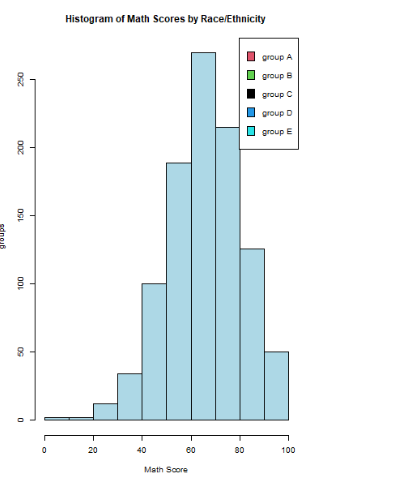 Histogram of Math Scores by Race/Ethnicity
group A
group B
group C
group D
group E
250
200
150
100
50
0
groups
0 20 40 60 80 100
Math Score